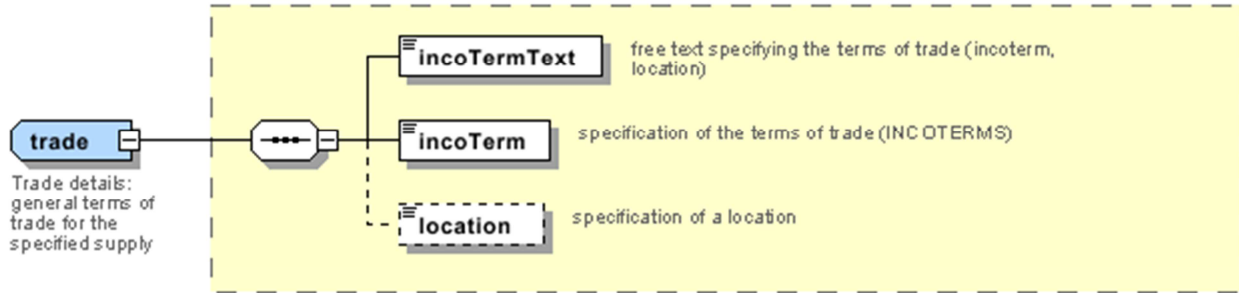 incoTermText
free text specifying the terms of trade (incoterm,
location)
trade
incoTerm
specification of the terms of trade (INCOTERMS)
Trade details:
general terms of
trade for the
specified supply
location
specification of a location